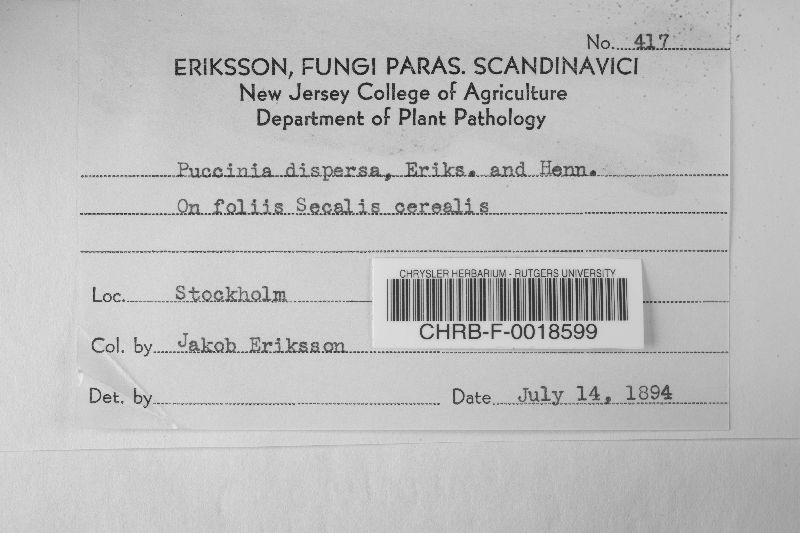 No. 417
ERIKSSON, FUNGI PARAS. SCANDINAVICI
New Jersey College of Agriculture
Department of Plant Pathology
Puccinia dispersa, Eriks. and Henn.
On foliis Secalis cerealis
Loc. Stockholm
CHRYSLER HERBARIUM - RUTGERS UNIVERSITY
CHRB-F-0018599
Col. by Jakob Eriksson
Det. by
Date July 14, 1894